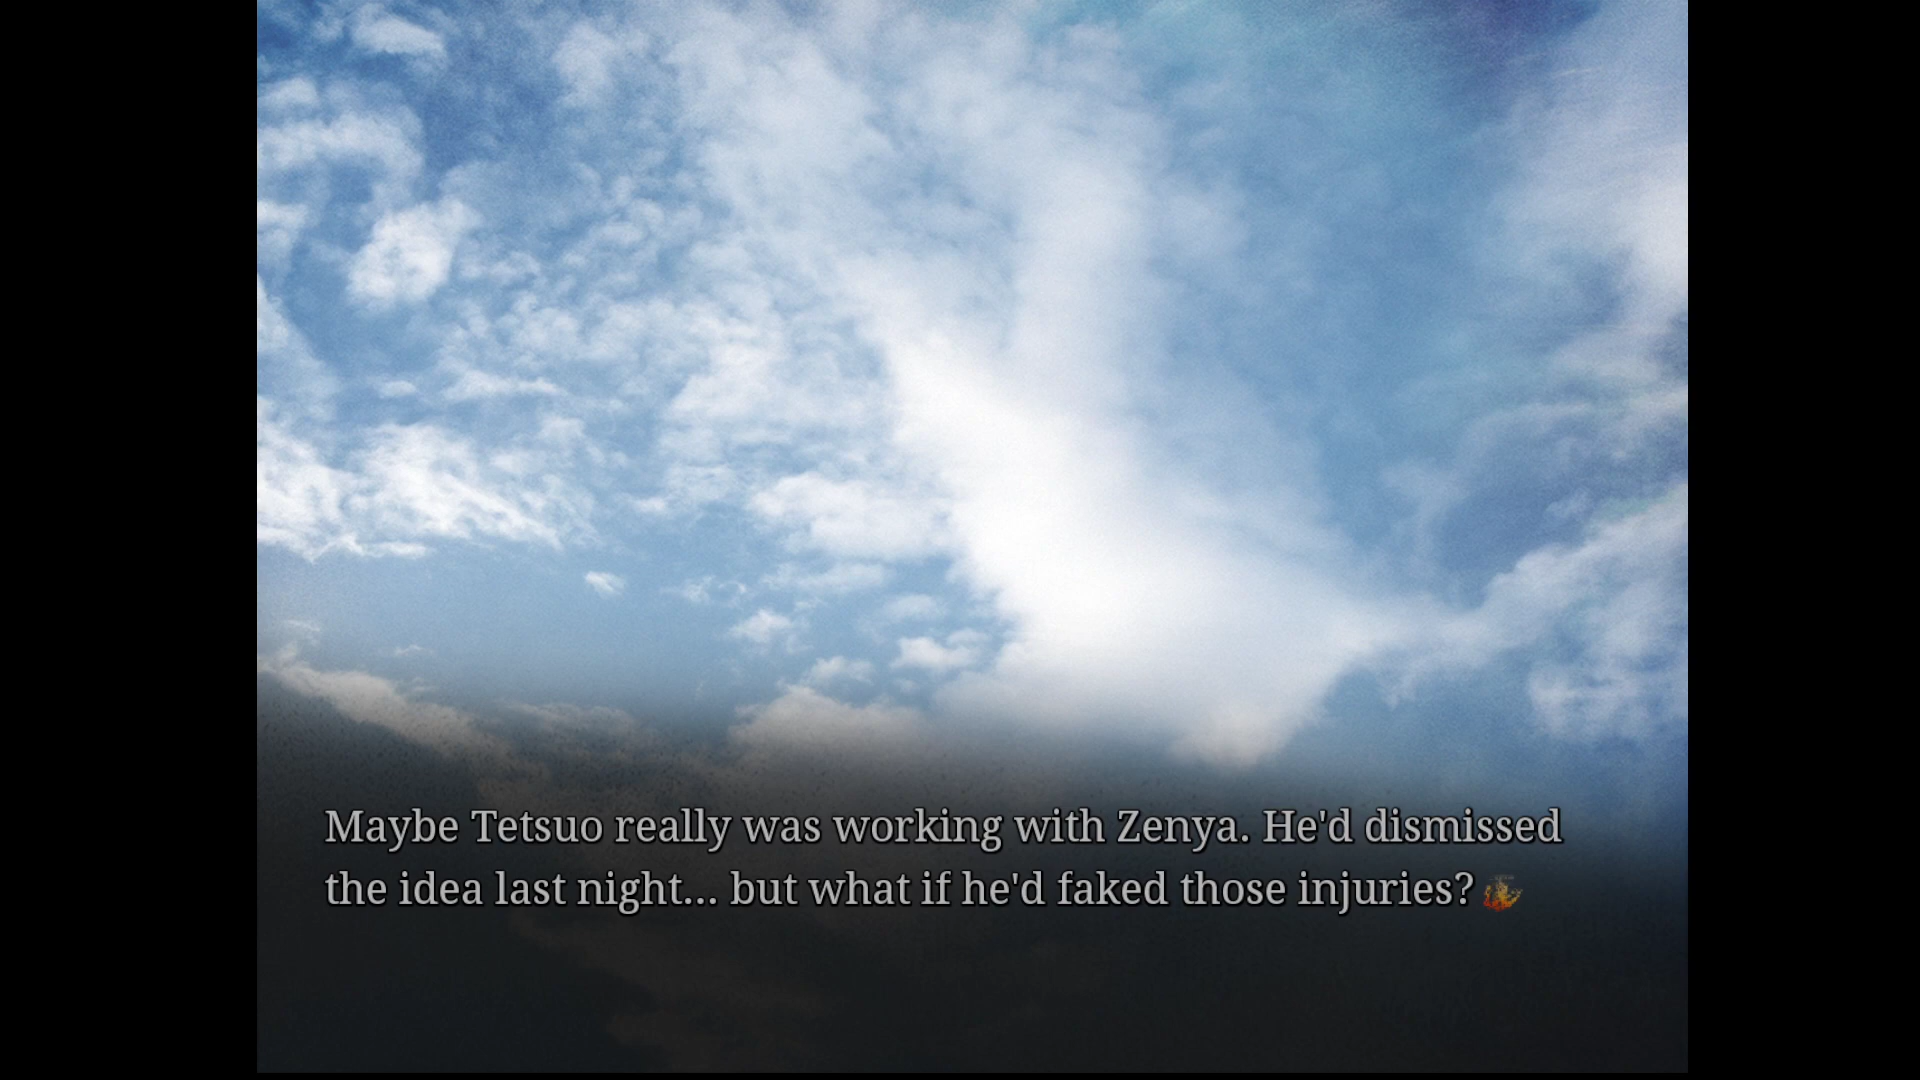 Maybe Tetsuo really was working with Zenya. He'd dismissed
the idea last night... but what if he'd faked those injuries?